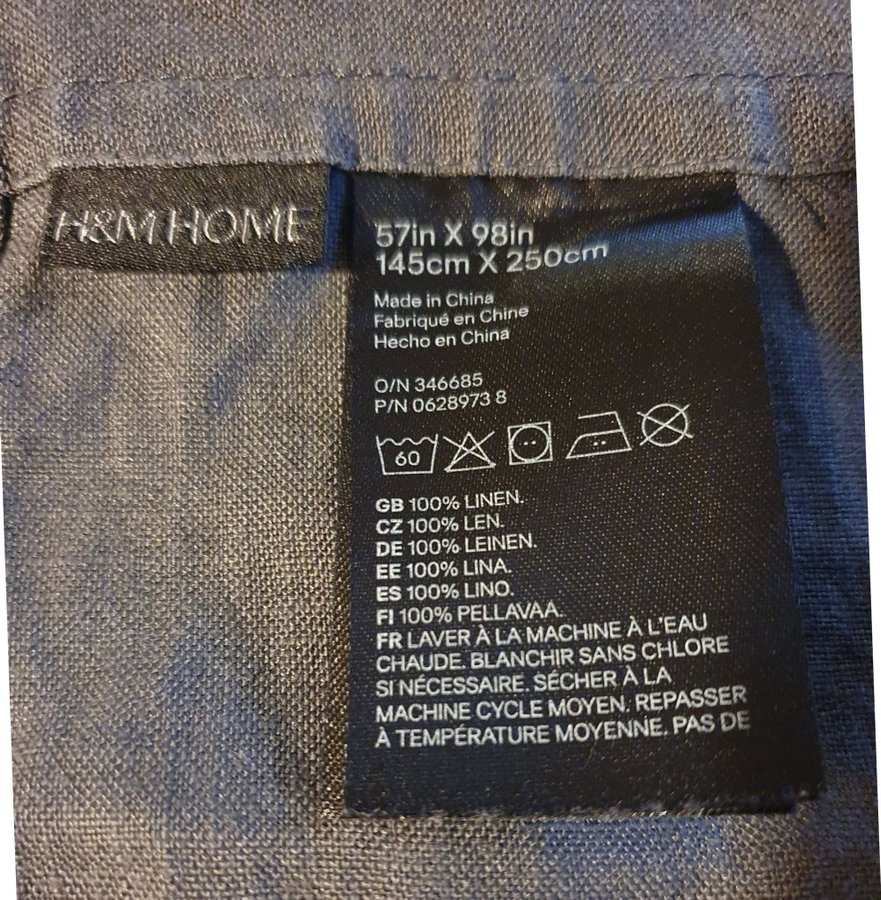 H&M HOME
57in X 98in
145cm X 250cm
Made in China
Fabriqué en Chine
Hecho en China
O/N 346685
P/N 0628973 8
60
GB 100% LINEN.
CZ 100% LEN.
DE 100% LEINEN.
EE 100% LINA.
ES 100% LINO.
FI 100% PELLAVAA.
FR LAVER À LA MACHINE À L'EAU
CHAUDE. BLANCHIR SANS CHLORE
SI NÉCESSAIRE. SÉCHER À LA
MACHINE CYCLE MOYEN. REPASSER
À TEMPÉRATURE MOYENNE. PAS DE